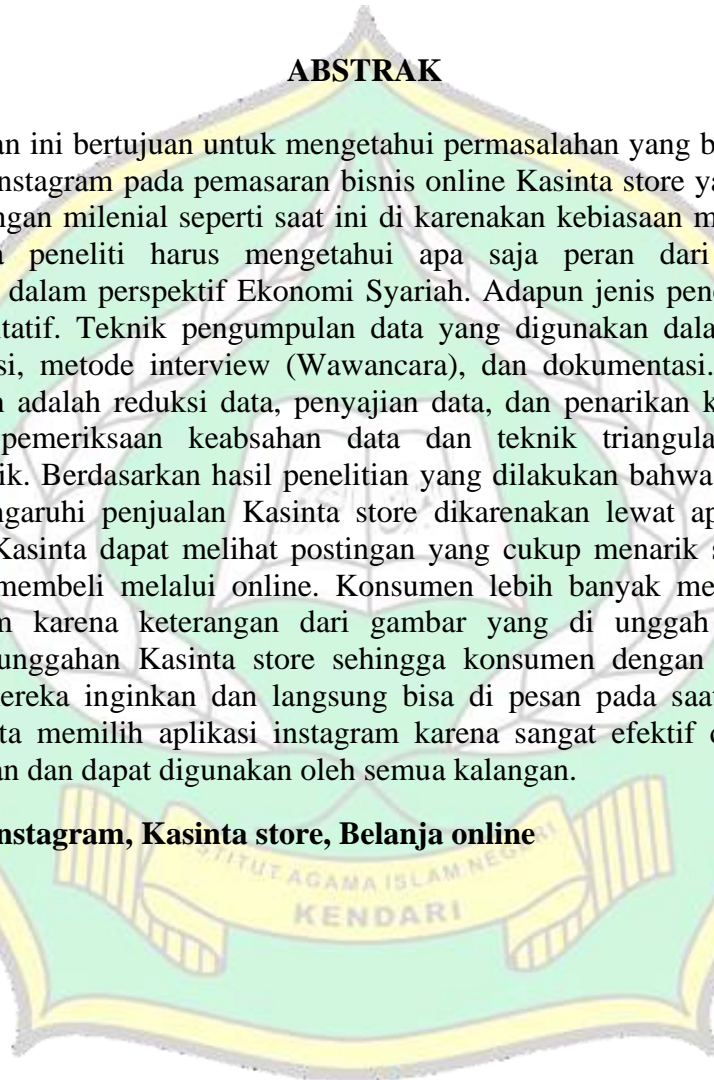 ABSTRAK
an ini bertujuan untuk mengetahui permasalahan yang b
nstagram pada pemasaran bisnis online Kasinta store ya
ngan milenial seperti saat ini di karenakan kebiasaan m
a peneliti harus mengetahui apa saja peran dari
dalam perspektif Ekonomi Syariah. Adapun jenis pene
itatif. Teknik pengumpulan data yang digunakan dala
si, metode interview (Wawancara), dan dokumentasi.
n adalah reduksi data, penyajian data, dan penarikan k
pemeriksaan keabsahan data dan teknik triangula
ik. Berdasarkan hasil penelitian yang dilakukan bahwa
ngaruhi penjualan Kasinta store dikarenakan lewat ap
Kasinta dapat melihat postingan yang cukup menarik s
membeli melalui online. Konsumen lebih banyak me
m karena keterangan dari gambar yang di unggah
unggahan Kasinta store sehingga konsumen dengan
ereka inginkan dan langsung bisa di pesan pada saat
ta memilih aplikasi instagram karena sangat efektif d
an dan dapat digunakan oleh semua kalangan.
nstagram, Kasinta store, Belanja online
STITUT AGAMA ISLAM NEGERI
KENDARI